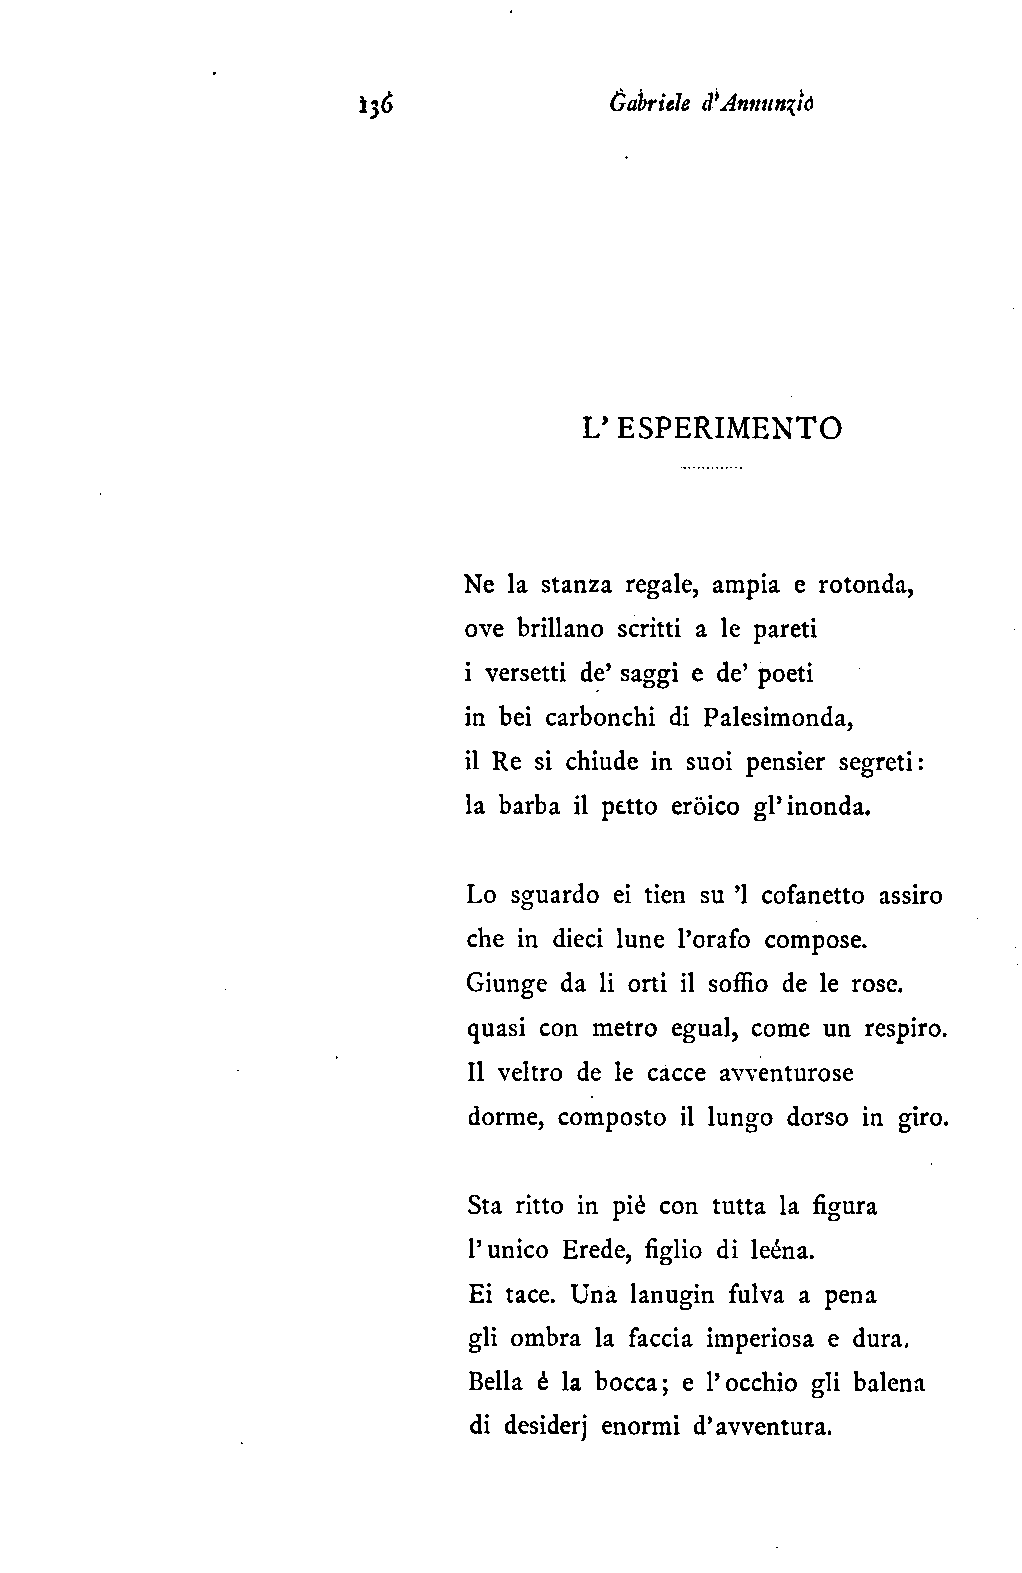 136 Gabriele d'Annunzio
L' ESPERIMENTO
Ne la stanza regale, ampia e rotonda,
ove brillano scritti a le pareti
i versetti de' saggi e de' poeti
in bei carbonchi di Palesimonda,
il Re si chiude in suoi pensier segreti:
la barba il petto eröico gl'inonda.
Lo sguardo ei tien su 'l cofanetto assiro
che in dieci lune l'orafo compose.
Giunge da li orti il soffio de le rose.
quasi con metro egual, come un respiro.
Il veltro de le cacce avventurose
dorme, composto il lungo dorso in giro.
Sta ritto in piè con tutta la figura
l'unico Erede, figlio di leéna.
Ei tace. Una lanugin fulva a pena
gli ombra la faccia imperiosa e dura.
Bella è la bocca; e l'occhio gli balena
di desiderj enormi d'avventura.